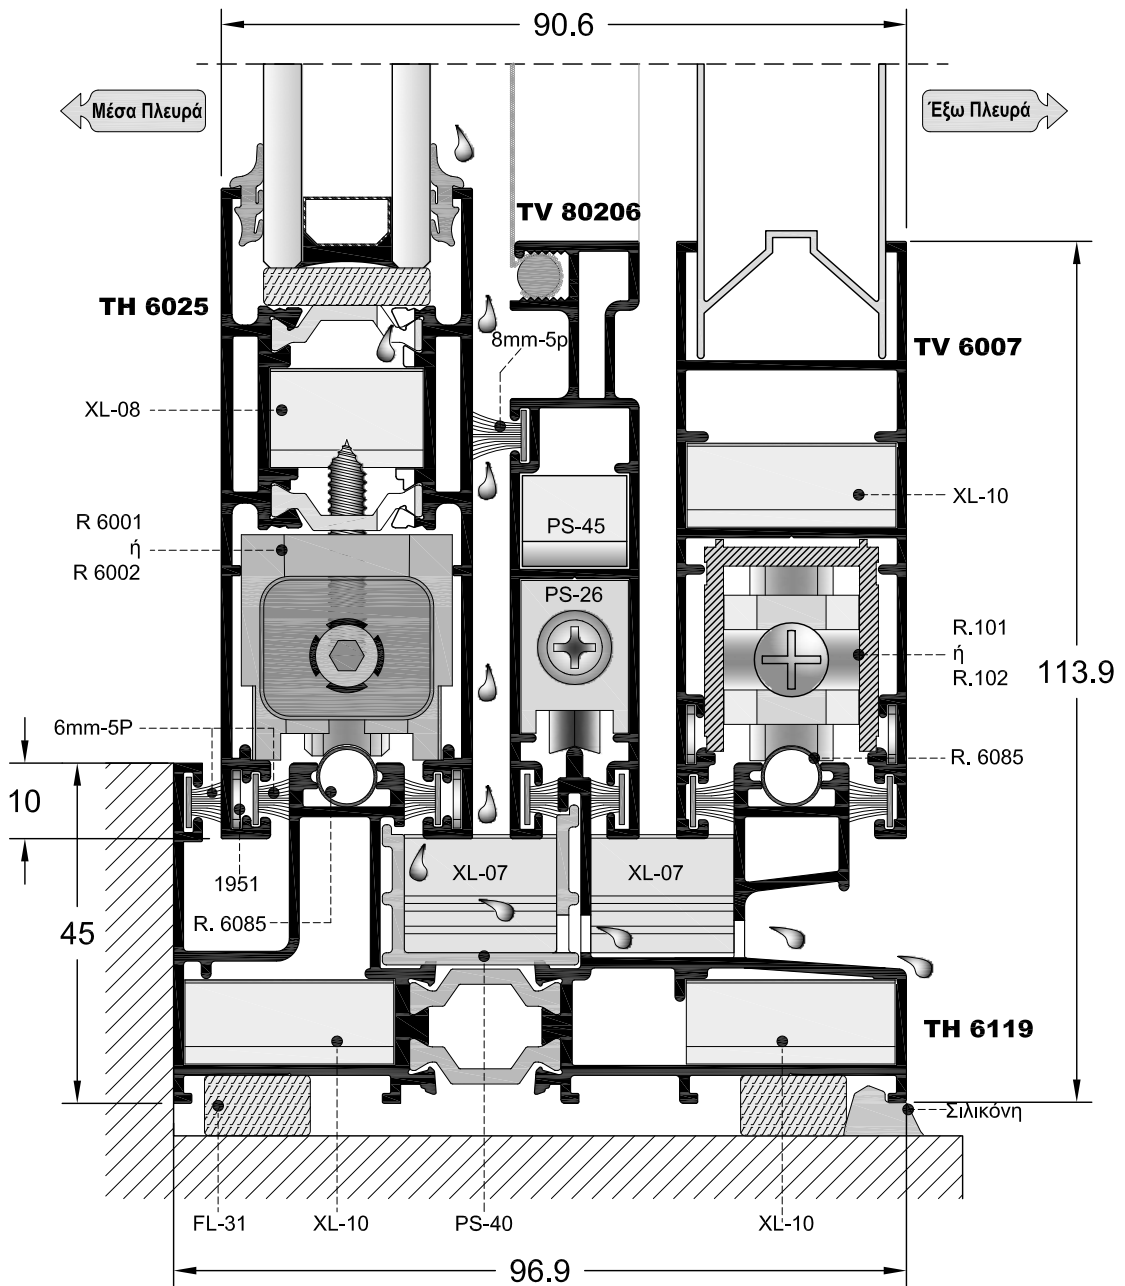 90.6
Μέσα Πλευρά
Έξω Πλευρά
TV 80206
TH 6025
8mm-5p
TV 6007
XL-08
XL-10
R 6001
ή
R 6002
PS-45
PS-26
R.101
ή
R.102
113.9
6mm-5P
R. 6085
10
XL-07
XL-07
1951
R. 6085
45
TH 6119
Σιλικόνη
FL-31
XL-10
PS-40
XL-10
96.9